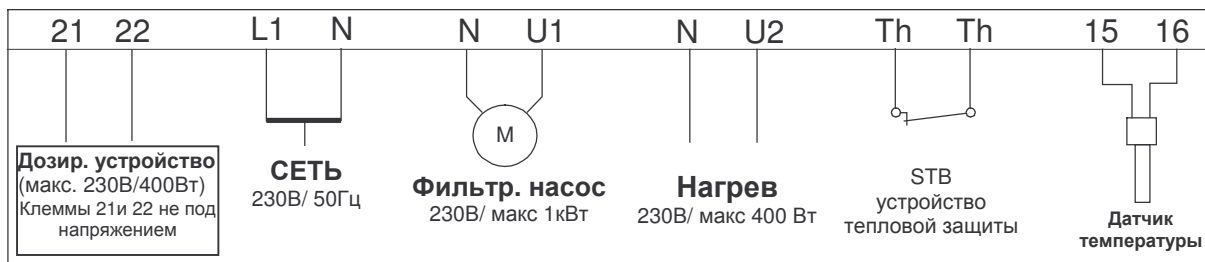 21 22 L1 N N U1 N U2 Th Th 15 16
M
Дозир. устройство
(макс. 230В/400Вт)
Клеммы 21и 22 не под
напряжением
СЕТЬ
230В/ 50Гц
Фильтр. насос
230В/ макс 1кВт
Нагрев
230В/ макс 400 Вт
STB
устройство
тепловой защиты
Датчик
температуры